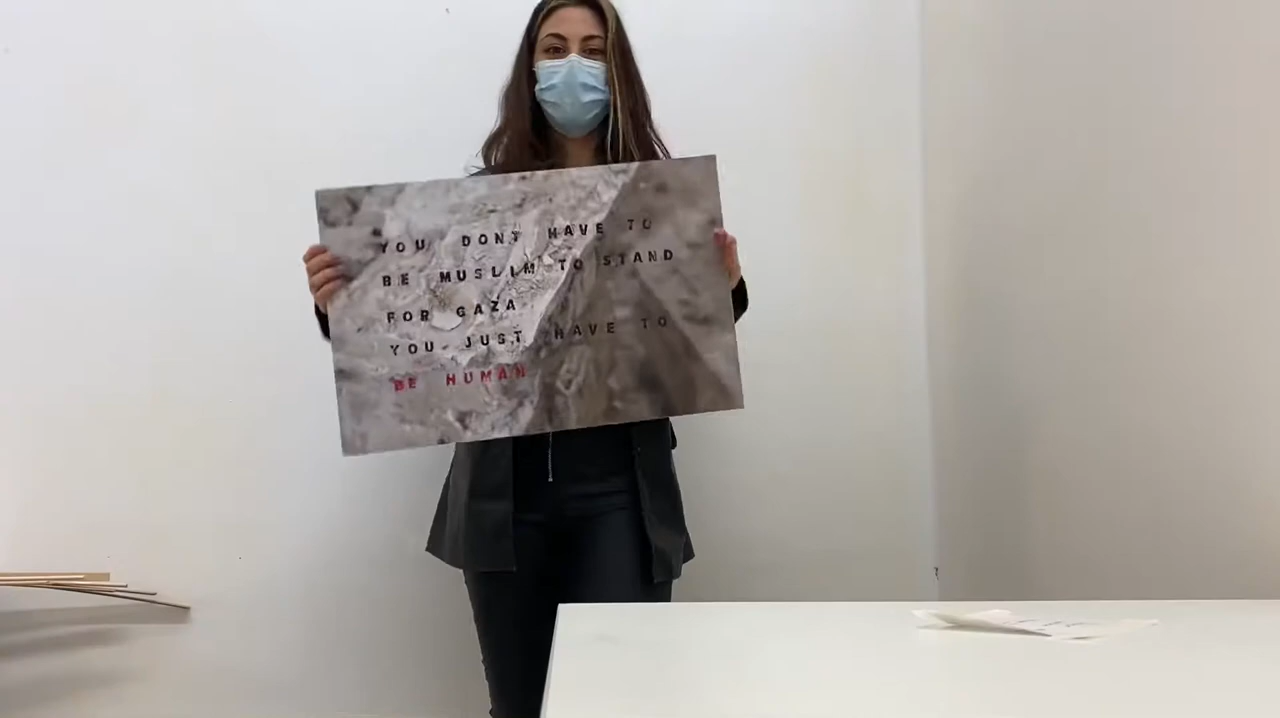 YOU DONT HAVE TO
BE MUSLIM TO STAND
FOR GAZA
YOU JUST HAVE TO
BE HUMAN